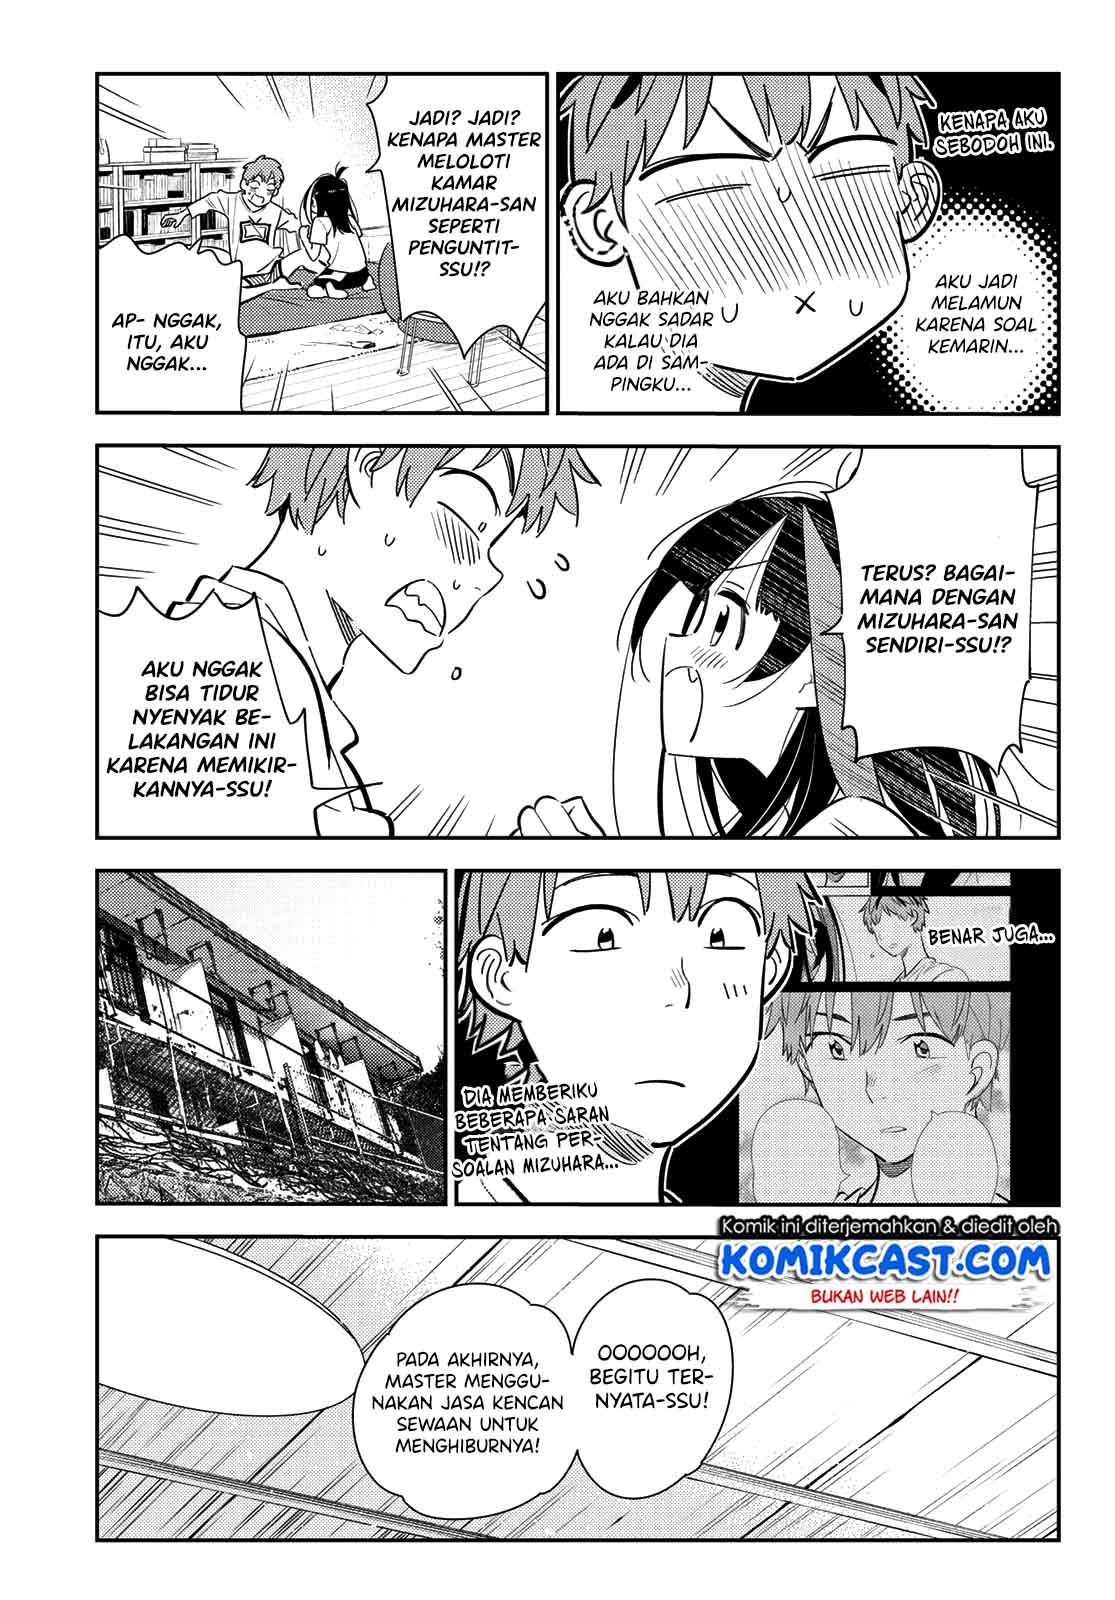 KENAPA AKU
SEBODOH INI.
AKU JADI
MELAMUN
KARENA SOAL
KEMARIN...
AKU BAHKAN
NGGAK SADAR
KALAU DIA
ADA DI SAM-
PINGKU...
JADI? JADI?
KENAPA MASTER
MELOLOTI
KAMAR
MIZUHARA-SAN
SEPERTI
PENGUNTIT-
SSU!?
AP- NGGAK,
ITU, AKU
NGGAK...
TERUS? BAGAI-
MANA DENGAN
MIZUHARA-SAN
SENDIRI-SSU!?
AKU NGGAK
BISA TIDUR
NYENYAK BE-
LAKANGAN INI
KARENA MEMIKIR-
KANNYA-SSU!
BENAR JUGA...
DIA MEMBERIKU
BEBERAPA SARAN
TENTANG PER-
SOALAN MIZUHARA...
Komik ini diterjemahkan & diedit oleh
KOMIKCAST.COM
BUKAN WEB LAIN!!
OOOOOOH,
BEGITU TER-
NYATA-SSU!
PADA AKHIRNYA,
MASTER MENGGU-
NAKAN JASA KENCAN
SEWAAN UNTUK
MENGHIBURNYA!